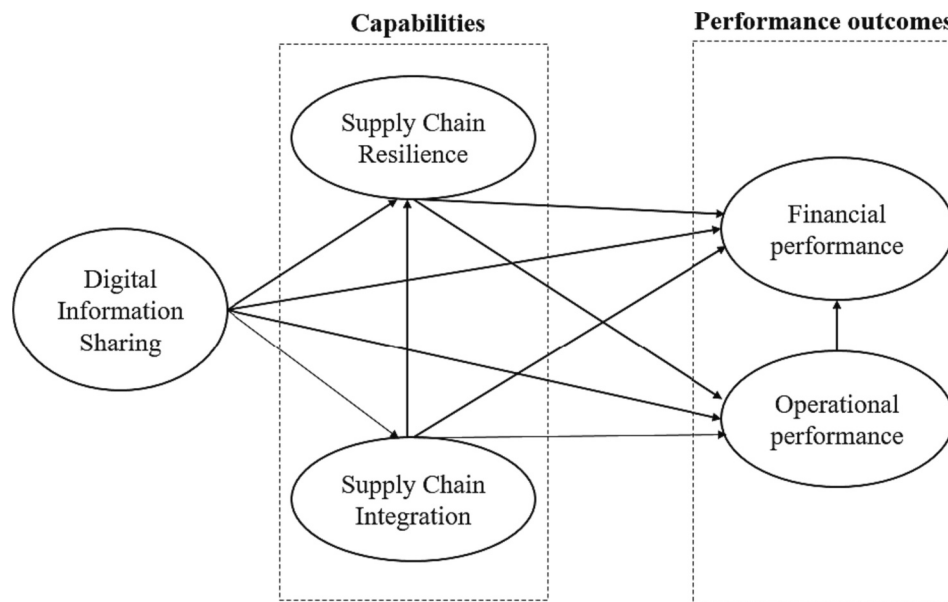 Capabilities
Performance outcomes
Supply Chain
Resilience
Financial
performance
Digital
Information
Sharing
Operational
performance
Supply Chain
Integration